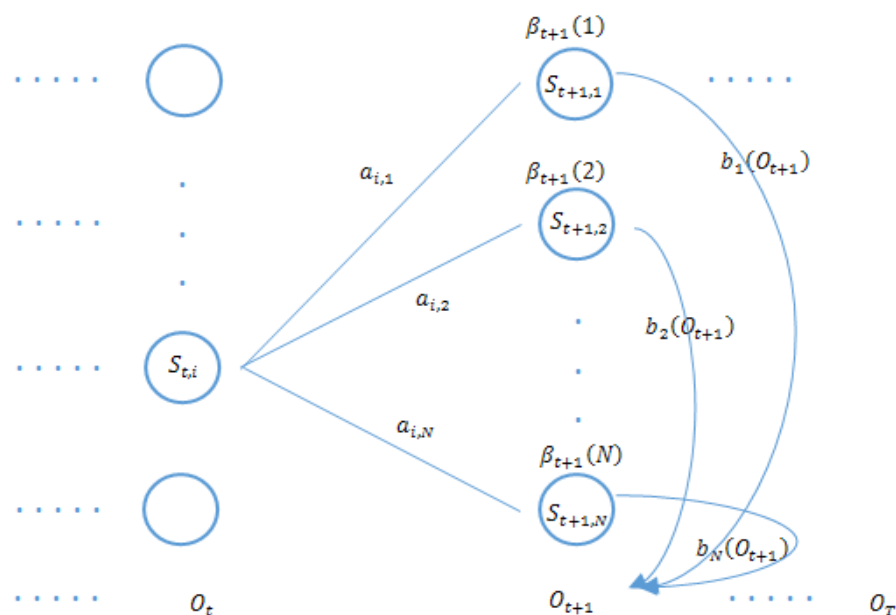 β_{t+1}(1)
S_{t+1,1}
b_1(O_{t+1})
a_{i,1}
β_{t+1}(2)
S_{t+1,2}
a_{i,2}
b_2(O_{t+1})
S_{t,i}
a_{i,N}
β_{t+1}(N)
S_{t+1,N}
b_N(O_{t+1})
O_t
O_{t+1}
O_T